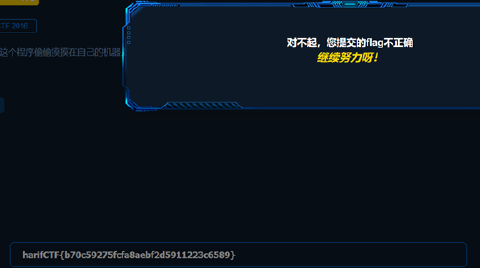 CTF 2016
对不起，您提交的flag不正确
继续努力呀！
这个程序偷偷摸摸在自己的机器
harifCTF{b70c59275fcfa8aebf2d5911223c6589}